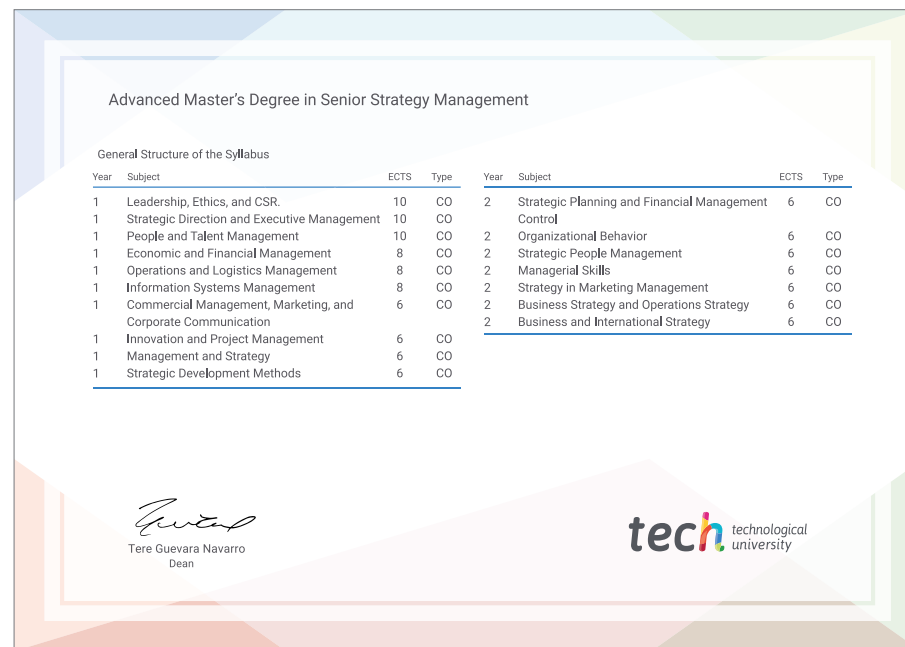 Advanced Master's Degree in Senior Strategy Management
General Structure of the Syllabus
Year Subject ECTS Type
1 Leadership, Ethics, and CSR. 10 CO
1 Strategic Direction and Executive Management 10 CO
1 People and Talent Management 10 CO
1 Economic and Financial Management 8 CO
1 Operations and Logistics Management 8 CO
1 Information Systems Management 8 CO
1 Commercial Management, Marketing, and 6 CO
Corporate Communication
1 Innovation and Project Management 6 CO
1 Management and Strategy 6 CO
1 Strategic Development Methods 6 CO
Year Subject ECTS Type
2 Strategic Planning and Financial Management 6 CO
Control
2 Organizational Behavior 6 CO
2 Strategic People Management 6 CO
2 Managerial Skills 6 CO
2 Strategy in Marketing Management 6 CO
2 Business Strategy and Operations Strategy 6 CO
2 Business and International Strategy 6 CO
Tere Guevara Navarro
Dean
tech technological
university